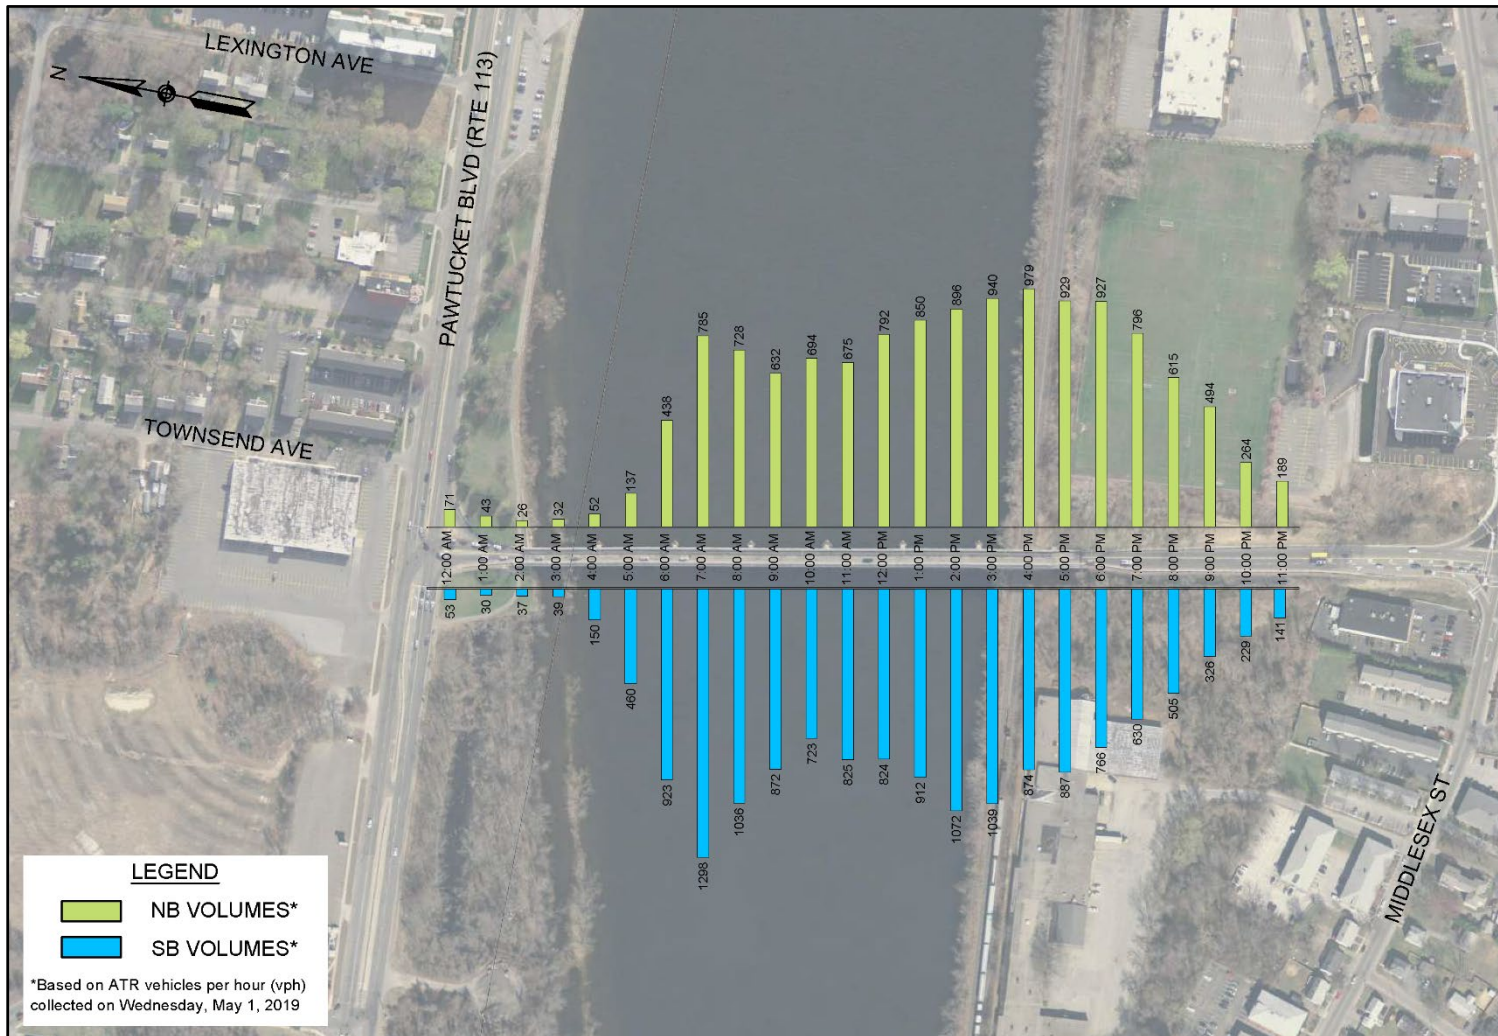 LEXINGTON AVE
N
PAWTUCKET BLVD (RTE 113)
TOWNSEND AVE
71
43
26
32
52
137
438
785
728
632
694
675
792
850
896
940
979
929
927
796
615
494
264
189
12:00 AM
1:00 AM
2:00 AM
3:00 AM
4:00 AM
5:00 AM
6:00 AM
7:00 AM
8:00 AM
9:00 AM
10:00 AM
11:00 AM
12:00 PM
1:00 PM
2:00 PM
3:00 PM
4:00 PM
5:00 PM
6:00 PM
7:00 PM
8:00 PM
9:00 PM
10:00 PM
11:00 PM
53
30
37
39
150
460
923
1298
1036
872
723
825
824
912
1072
1039
874
887
766
630
505
326
229
141
MIDDLESEX ST
LEGEND
NB VOLUMES*
SB VOLUMES*
*Based on ATR vehicles per hour (vph)
collected on Wednesday, May 1, 2019